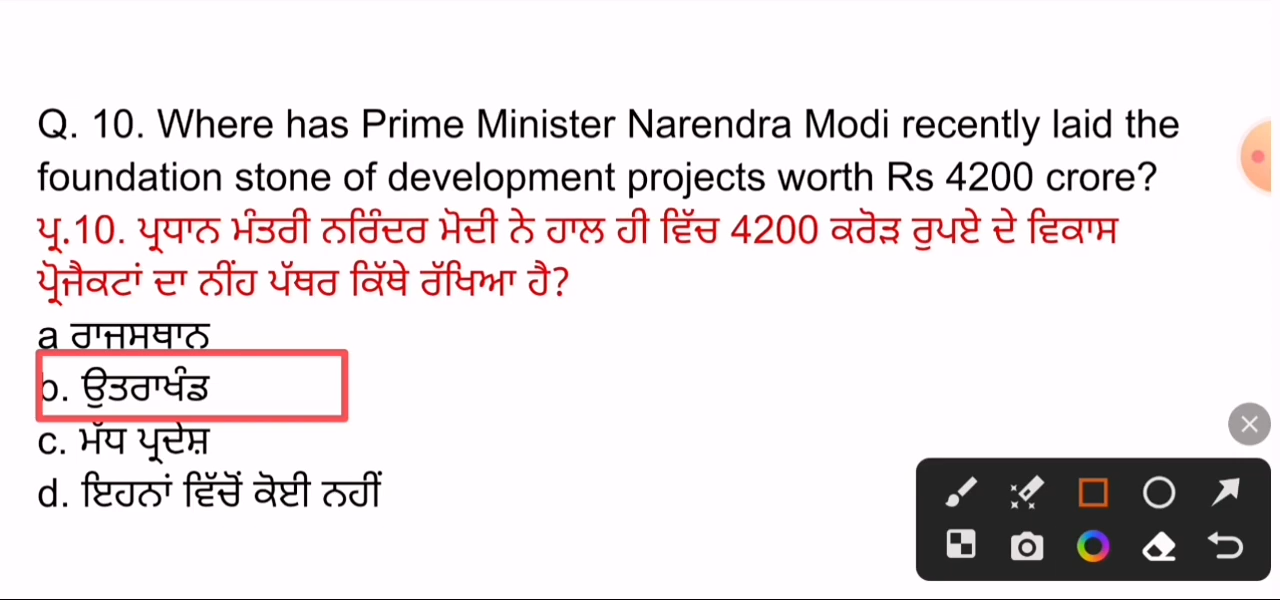 Q. 10. Where has Prime Minister Narendra Modi recently laid the
foundation stone of development projects worth Rs 4200 crore?
ਪ੍ਰ.10. ਪ੍ਰਧਾਨ ਮੰਤਰੀ ਨਰਿੰਦਰ ਮੋਦੀ ਨੇ ਹਾਲ ਹੀ ਵਿੱਚ 4200 ਕਰੋੜ ਰੁਪਏ ਦੇ ਵਿਕਾਸ
ਪ੍ਰੋਜੈਕਟਾਂ ਦਾ ਨੀਂਹ ਪੱਥਰ ਕਿੱਥੇ ਰੱਖਿਆ ਹੈ?
a ਰਾਜਸਥਾਨ
b. ਉਤਰਾਖੰਡ
c. ਮੱਧ ਪ੍ਰਦੇਸ਼
d. ਇਹਨਾਂ ਵਿੱਚੋਂ ਕੋਈ ਨਹੀਂ